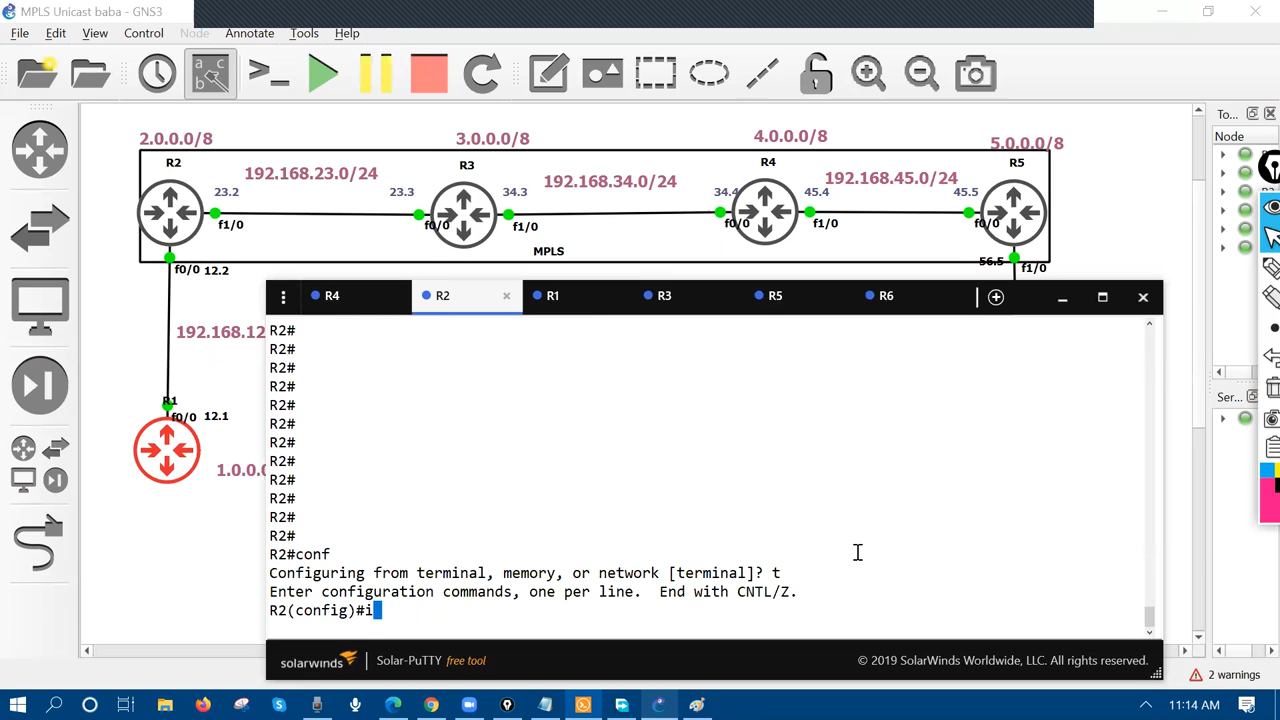 MPLS Unicast baba - GNS3
File Edit View Control Node Annotate Tools Help
a c
b
2.0.0.0/8
3.0.0.0/8
4.0.0.0/8
5.0.0.0/8
R2
R3
R4
R5
192.168.23.0/24
192.168.34.0/24
192.168.45.0/24
23.2
23.3
34.3
34.4
45.4
45.5
f1/0
f0/0
f1/0
f0/0
f1/0
f0/0
MPLS
f0/0 12.2
56.5
f1/0
192.168.12
R1
f0/0 12.1
1.0.0.0
To...
Node
Ser...
R4
R2
R1
R3
R5
R6
R2#
R2#
R2#
R2#
R2#
R2#
R2#
R2#
R2#
R2#
R2#
R2#
R2#conf
Configuring from terminal, memory, or network [terminal]? t
Enter configuration commands, one per line.  End with CNTL/Z.
R2(config)#i
solarwinds Solar-PuTTY free tool
© 2019 SolarWinds Worldwide, LLC. All rights reserved.
2 warnings
11:14 AM